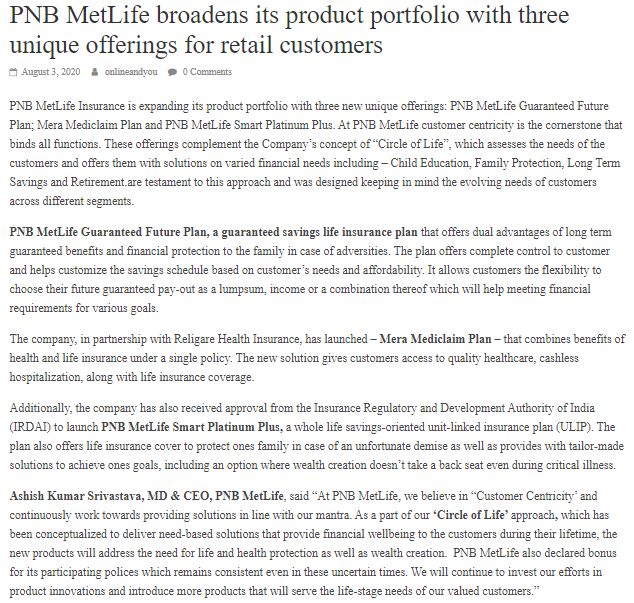 PNB MetLife broadens its product portfolio with three
unique offerings for retail customers
August 3, 2020 onlineandyou 0 Comments
PNB MetLife Insurance is expanding its product portfolio with three new unique offerings: PNB MetLife Guaranteed Future
Plan; Mera Mediclaim Plan and PNB MetLife Smart Platinum Plus. At PNB MetLife customer centricity is the cornerstone that
binds all functions. These offerings complement the Company’s concept of “Circle of Life”, which assesses the needs of the
customers and offers them with solutions on varied financial needs including – Child Education, Family Protection, Long Term
Savings and Retirement.are testament to this approach and was designed keeping in mind the evolving needs of customers
across different segments.
PNB MetLife Guaranteed Future Plan, a guaranteed savings life insurance plan that offers dual advantages of long term
guaranteed benefits and financial protection to the family in case of adversities. The plan offers complete control to customer
and helps customize the savings schedule based on customer’s needs and affordability. It allows customers the flexibility to
choose their future guaranteed pay-out as a lumpsum, income or a combination thereof which will help meeting financial
requirements for various goals.
The company, in partnership with Religare Health Insurance, has launched – Mera Mediclaim Plan – that combines benefits of
health and life insurance under a single policy. The new solution gives customers access to quality healthcare, cashless
hospitalization, along with life insurance coverage.
Additionally, the company has also received approval from the Insurance Regulatory and Development Authority of India
(IRDAI) to launch PNB MetLife Smart Platinum Plus, a whole life savings-oriented unit-linked insurance plan (ULIP). The
plan also offers life insurance cover to protect ones family in case of an unfortunate demise as well as provides with tailor-made
solutions to achieve ones goals, including an option where wealth creation doesn’t take a back seat even during critical illness.
Ashish Kumar Srivastava, MD & CEO, PNB MetLife, said “At PNB MetLife, we believe in “Customer Centricity’ and
continuously work towards providing solutions in line with our mantra. As a part of our ‘Circle of Life’ approach, which has
been conceptualized to deliver need-based solutions that provide financial wellbeing to the customers during their lifetime, the
new products will address the need for life and health protection as well as wealth creation. PNB MetLife also declared bonus
for its participating polices which remains consistent even in these uncertain times. We will continue to invest our efforts in
product innovations and introduce more products that will serve the life-stage needs of our valued customers.”